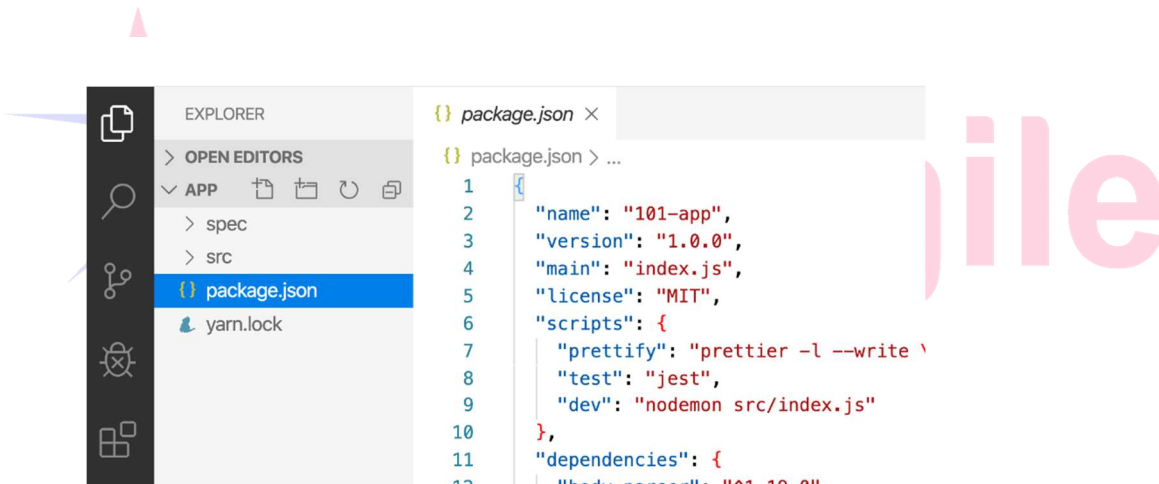 EXPLORER
OPEN EDITORS
APP
spec
src
{} package.json
yarn.lock
{} package.json ×
{} package.json > ...
1 {
2 "name": "101-app",
3 "version": "1.0.0",
4 "main": "index.js",
5 "license": "MIT",
6 "scripts": {
7 "prettify": "prettier -l --write \
8 "test": "jest",
9 "dev": "nodemon src/index.js"
10 },
11 "dependencies": {
ile